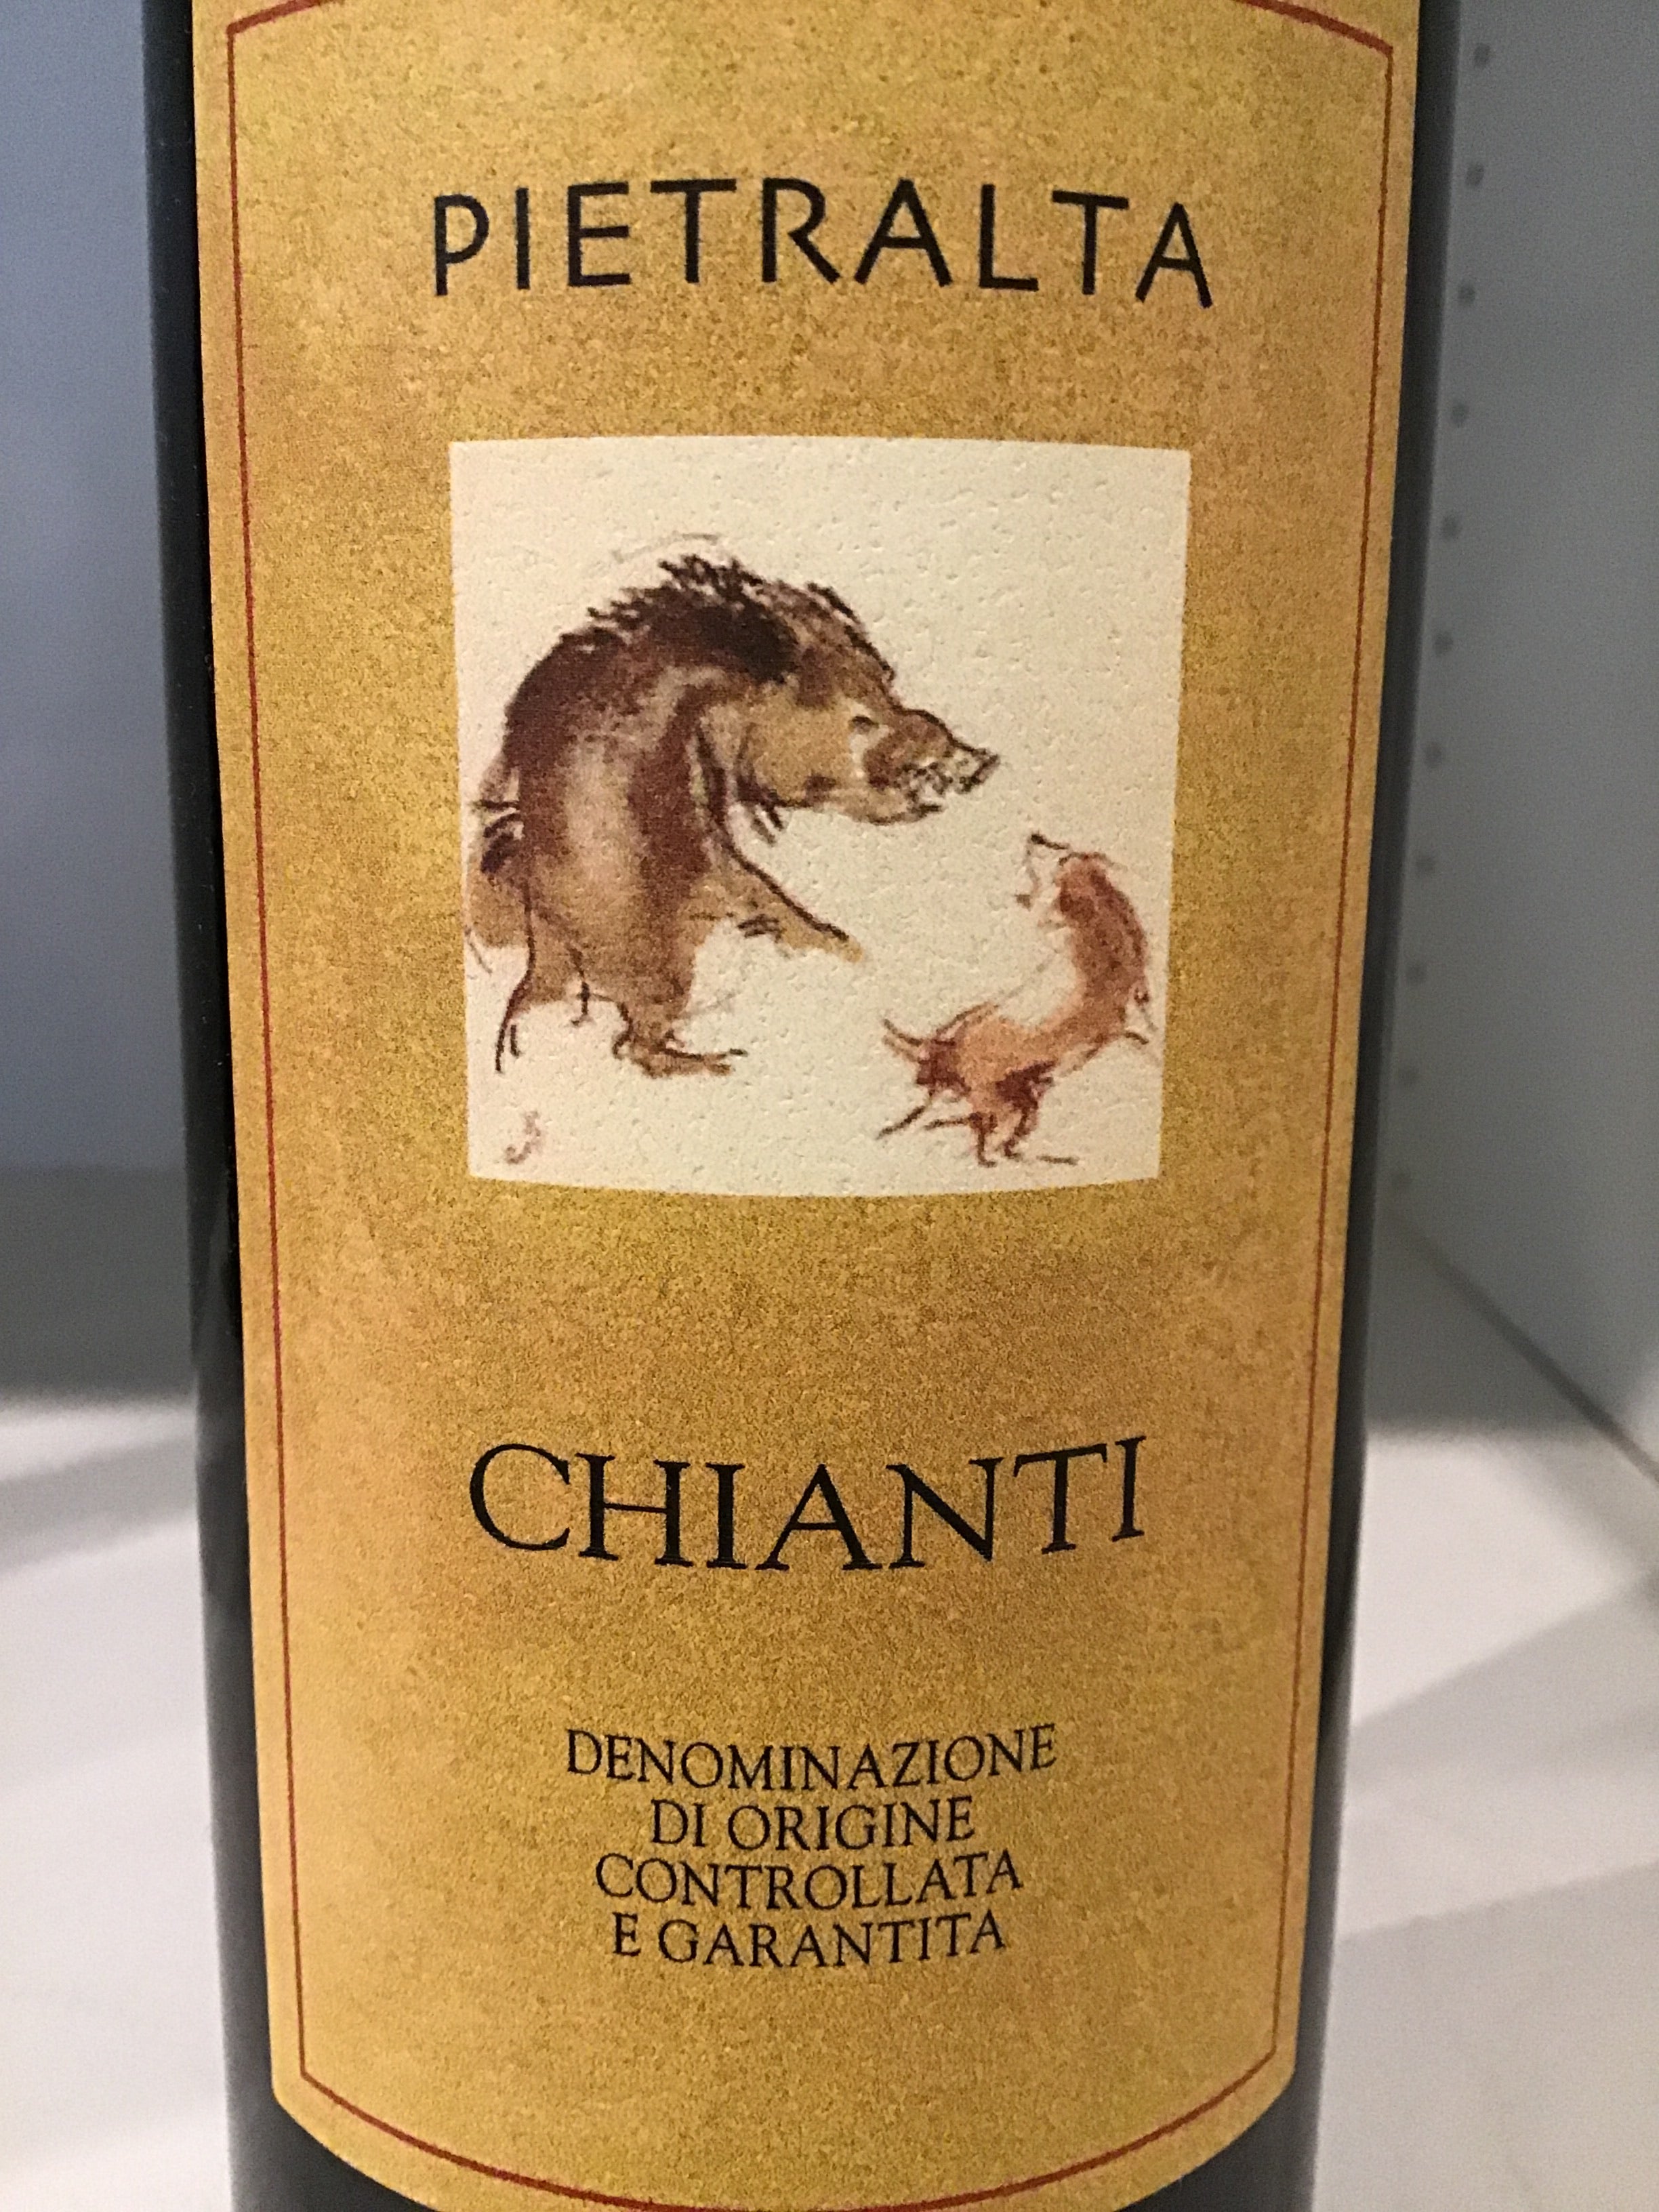 PIETRALTA
CHIANTI
DENOMINAZIONE
DI ORIGINE
CONTROLLATA
E GARANTITA